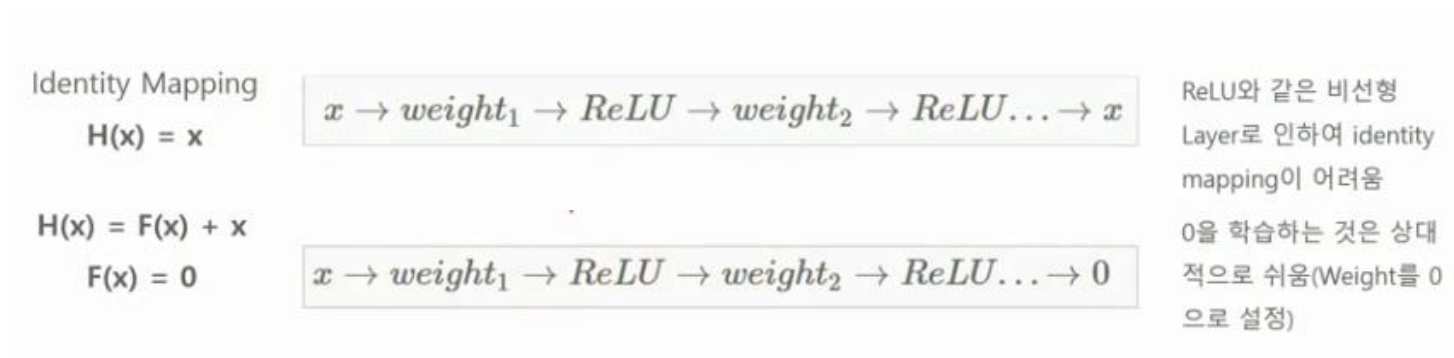 Identity Mapping
H(x) = x
x → weight₁ → ReLU → weight₂ → ReLU... → x
ReLU와 같은 비선형
Layer로 인하여 identity
mapping이 어려움
H(x) = F(x) + x
F(x) = 0
x → weight₁ → ReLU → weight₂ → ReLU... → 0
0을 학습하는 것은 상대
적으로 쉬움(Weight를 0
으로 설정)